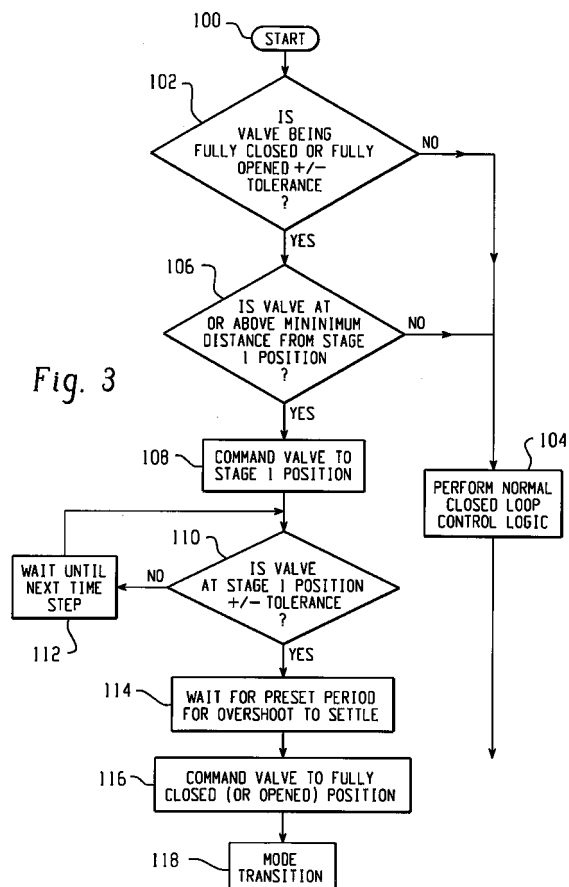 100
START
102
IS
VALVE BEING
FULLY CLOSED OR FULLY
OPENED +/-
TOLERANCE
?
NO
YES
106
IS VALVE AT
OR ABOVE MININIMUM
DISTANCE FROM STAGE
1 POSITION
?
NO
Fig. 3
YES
108
COMMAND VALVE TO
STAGE 1 POSITION
104
PERFORM NORMAL
CLOSED LOOP
CONTROL LOGIC
110
IS VALVE
AT STAGE 1 POSITION
+/- TOLERANCE
?
NO
WAIT UNTIL
NEXT TIME
STEP
112
YES
114
WAIT FOR PRESET PERIOD
FOR OVERSHOOT TO SETTLE
116
COMMAND VALVE TO FULLY
CLOSED (OR OPENED) POSITION
118
MODE
TRANSITION